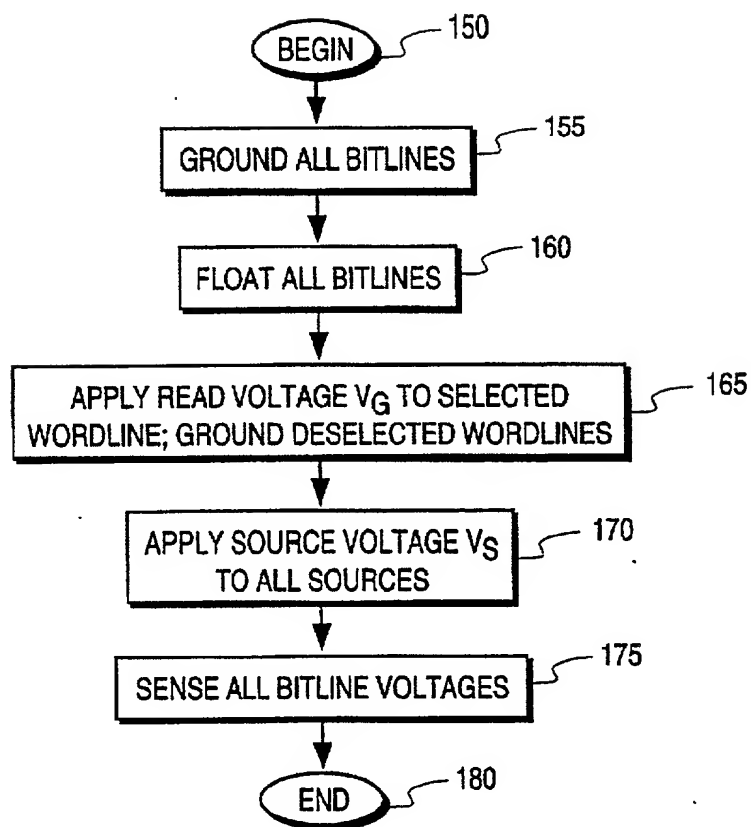 BEGIN
150
GROUND ALL BITLINES
155
FLOAT ALL BITLINES
160
APPLY READ VOLTAGE VG TO SELECTED
WORDLINE; GROUND DESELECTED WORDLINES
165
APPLY SOURCE VOLTAGE VS
TO ALL SOURCES
170
SENSE ALL BITLINE VOLTAGES
175
END
180